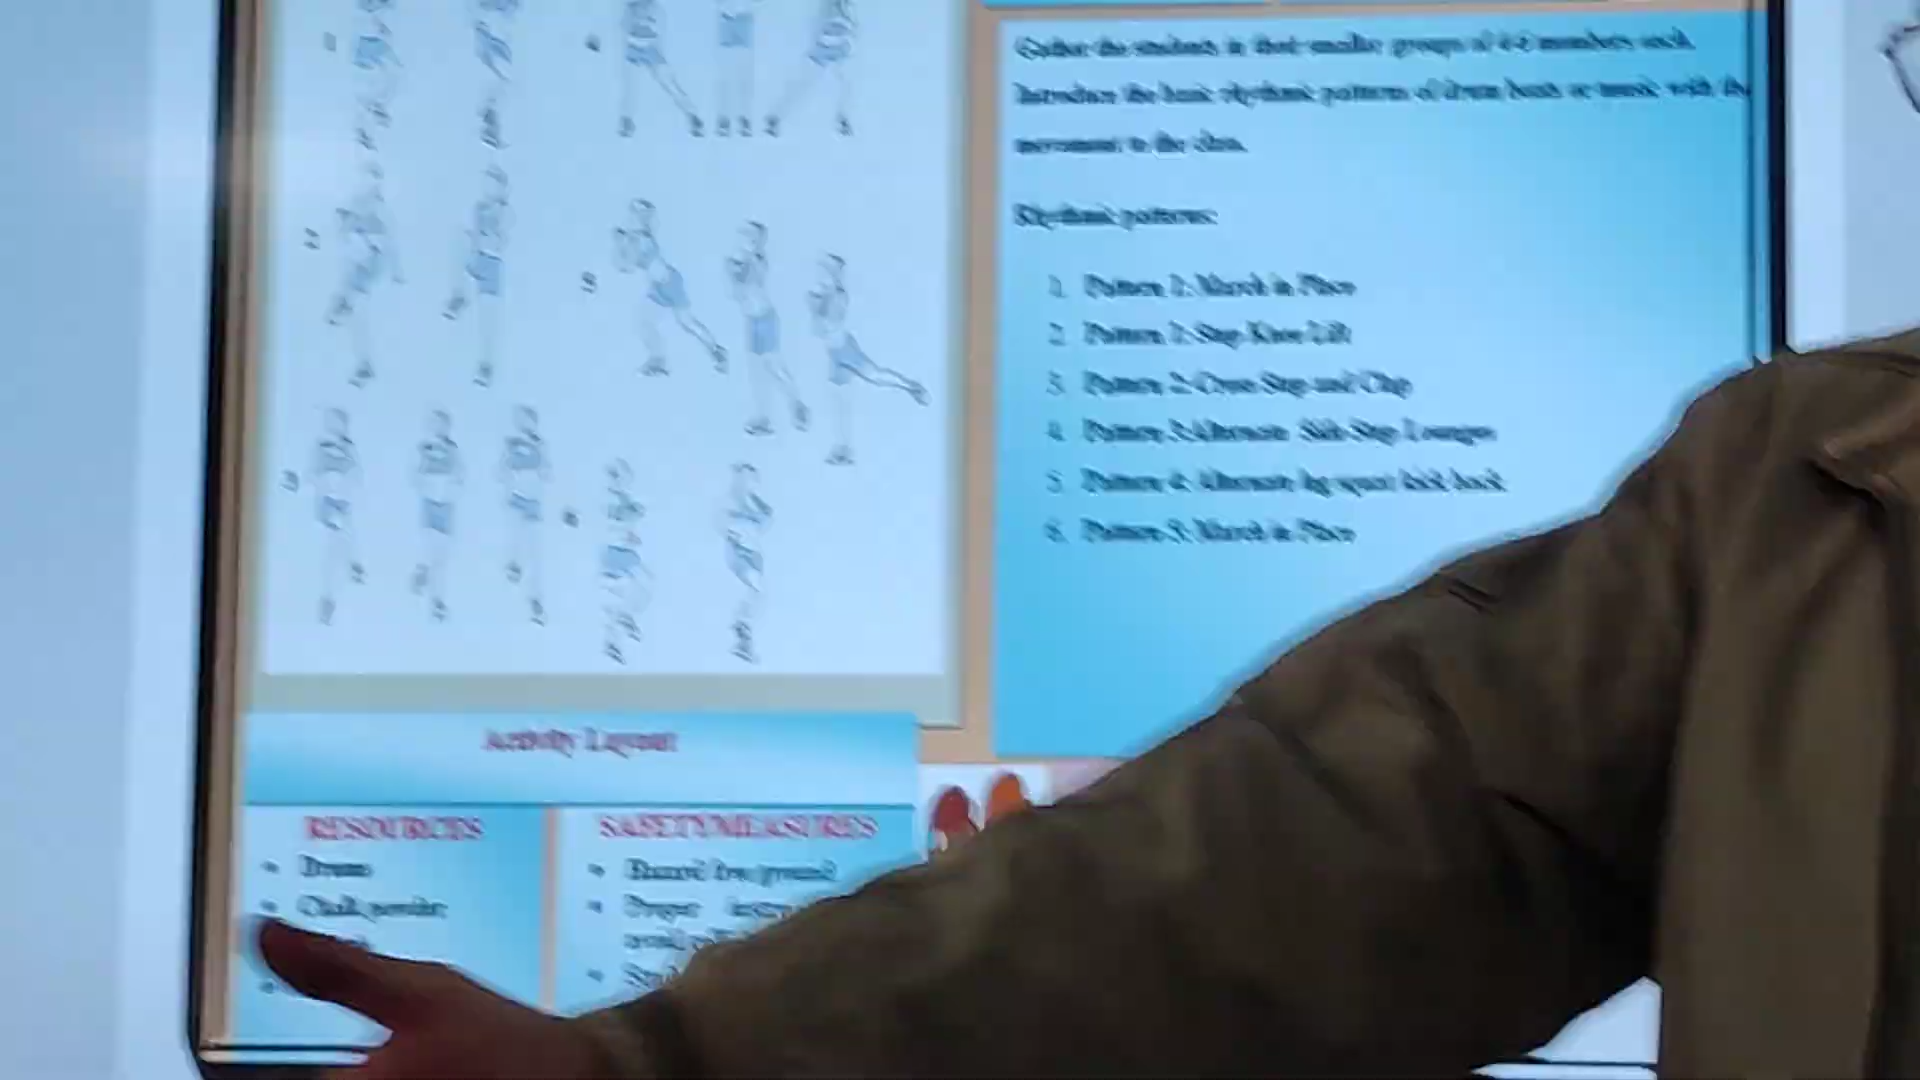 Gather the students in their smaller groups of 4-6 members each.
Introduce the basic rhythmic patterns of drum beats or music with the
movement to the class.
Rhythmic patterns:
1. Pattern 1: March in Place
2. Pattern 1: Step Knee Lift
3. Pattern 2: Cross Step and Clap
4. Pattern 3: Alternate Side Step Lounges
5. Pattern 4: Alternate leg squat kick back
6. Pattern 5: March in Place
Activity Layout
RESOURCES
• Drums
• Chalk powder
SAFETY MEASURES
• Hazard free ground
• Proper
avoid